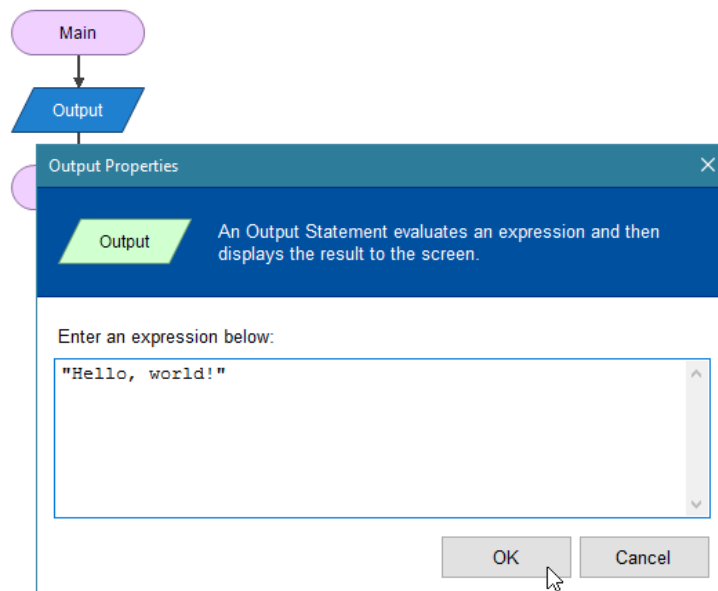 Main
Output
Output Properties
Output
An Output Statement evaluates an expression and then
displays the result to the screen.
Enter an expression below:
"Hello, world!"
OK
Cancel